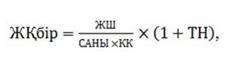 ЖҚбір = ЖШ / САНЫ ×КК × (1 + ТН),